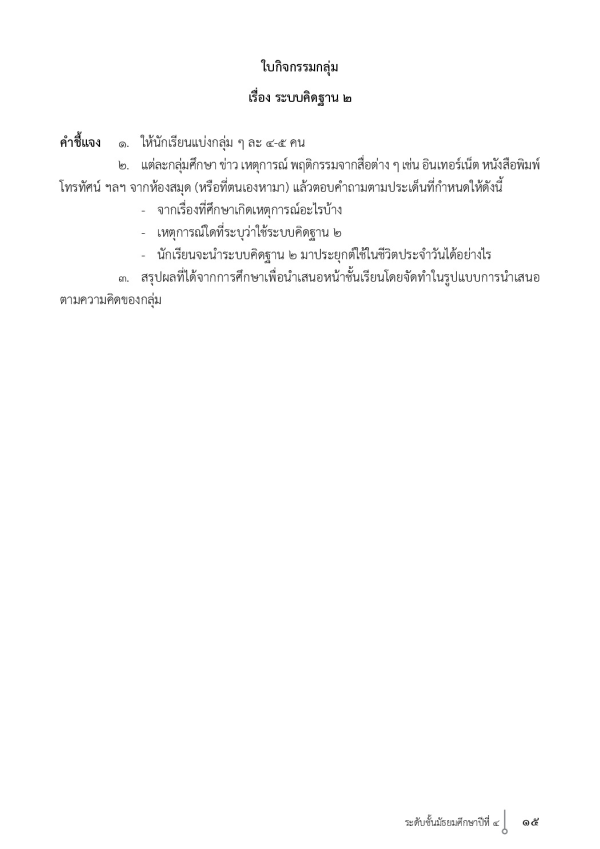 ใบกิจกรรมกลุ่ม
เรื่อง ระบบคิดฐาน ๒
คำชี้แจง ๑. ให้นักเรียนแบ่งกลุ่ม ๆ ละ ๔-๕ คน
๒. แต่ละกลุ่มศึกษา ข่าว เหตุการณ์ พฤติกรรมจากสื่อต่าง ๆ เช่น อินเทอร์เน็ต หนังสือพิมพ์
โทรทัศน์ ฯลฯ จากห้องสมุด (หรือที่ตนเองหามา) แล้วตอบคำถามตามประเด็นที่กำหนดให้ดังนี้
- จากเรื่องที่ศึกษาเกิดเหตุการณ์อะไรบ้าง
- เหตุการณ์ใดที่ระบุว่าใช้ระบบคิดฐาน ๒
- นักเรียนจะนำระบบคิดฐาน ๒ มาประยุกต์ใช้ในชีวิตประจำวันได้อย่างไร
๓. สรุปผลที่ได้จากการศึกษาเพื่อนำเสนอหน้าชั้นเรียนโดยจัดทำในรูปแบบการนำเสนอ
ตามความคิดของกลุ่ม
ระดับชั้นมัธยมศึกษาปีที่ ๔ ๑๕